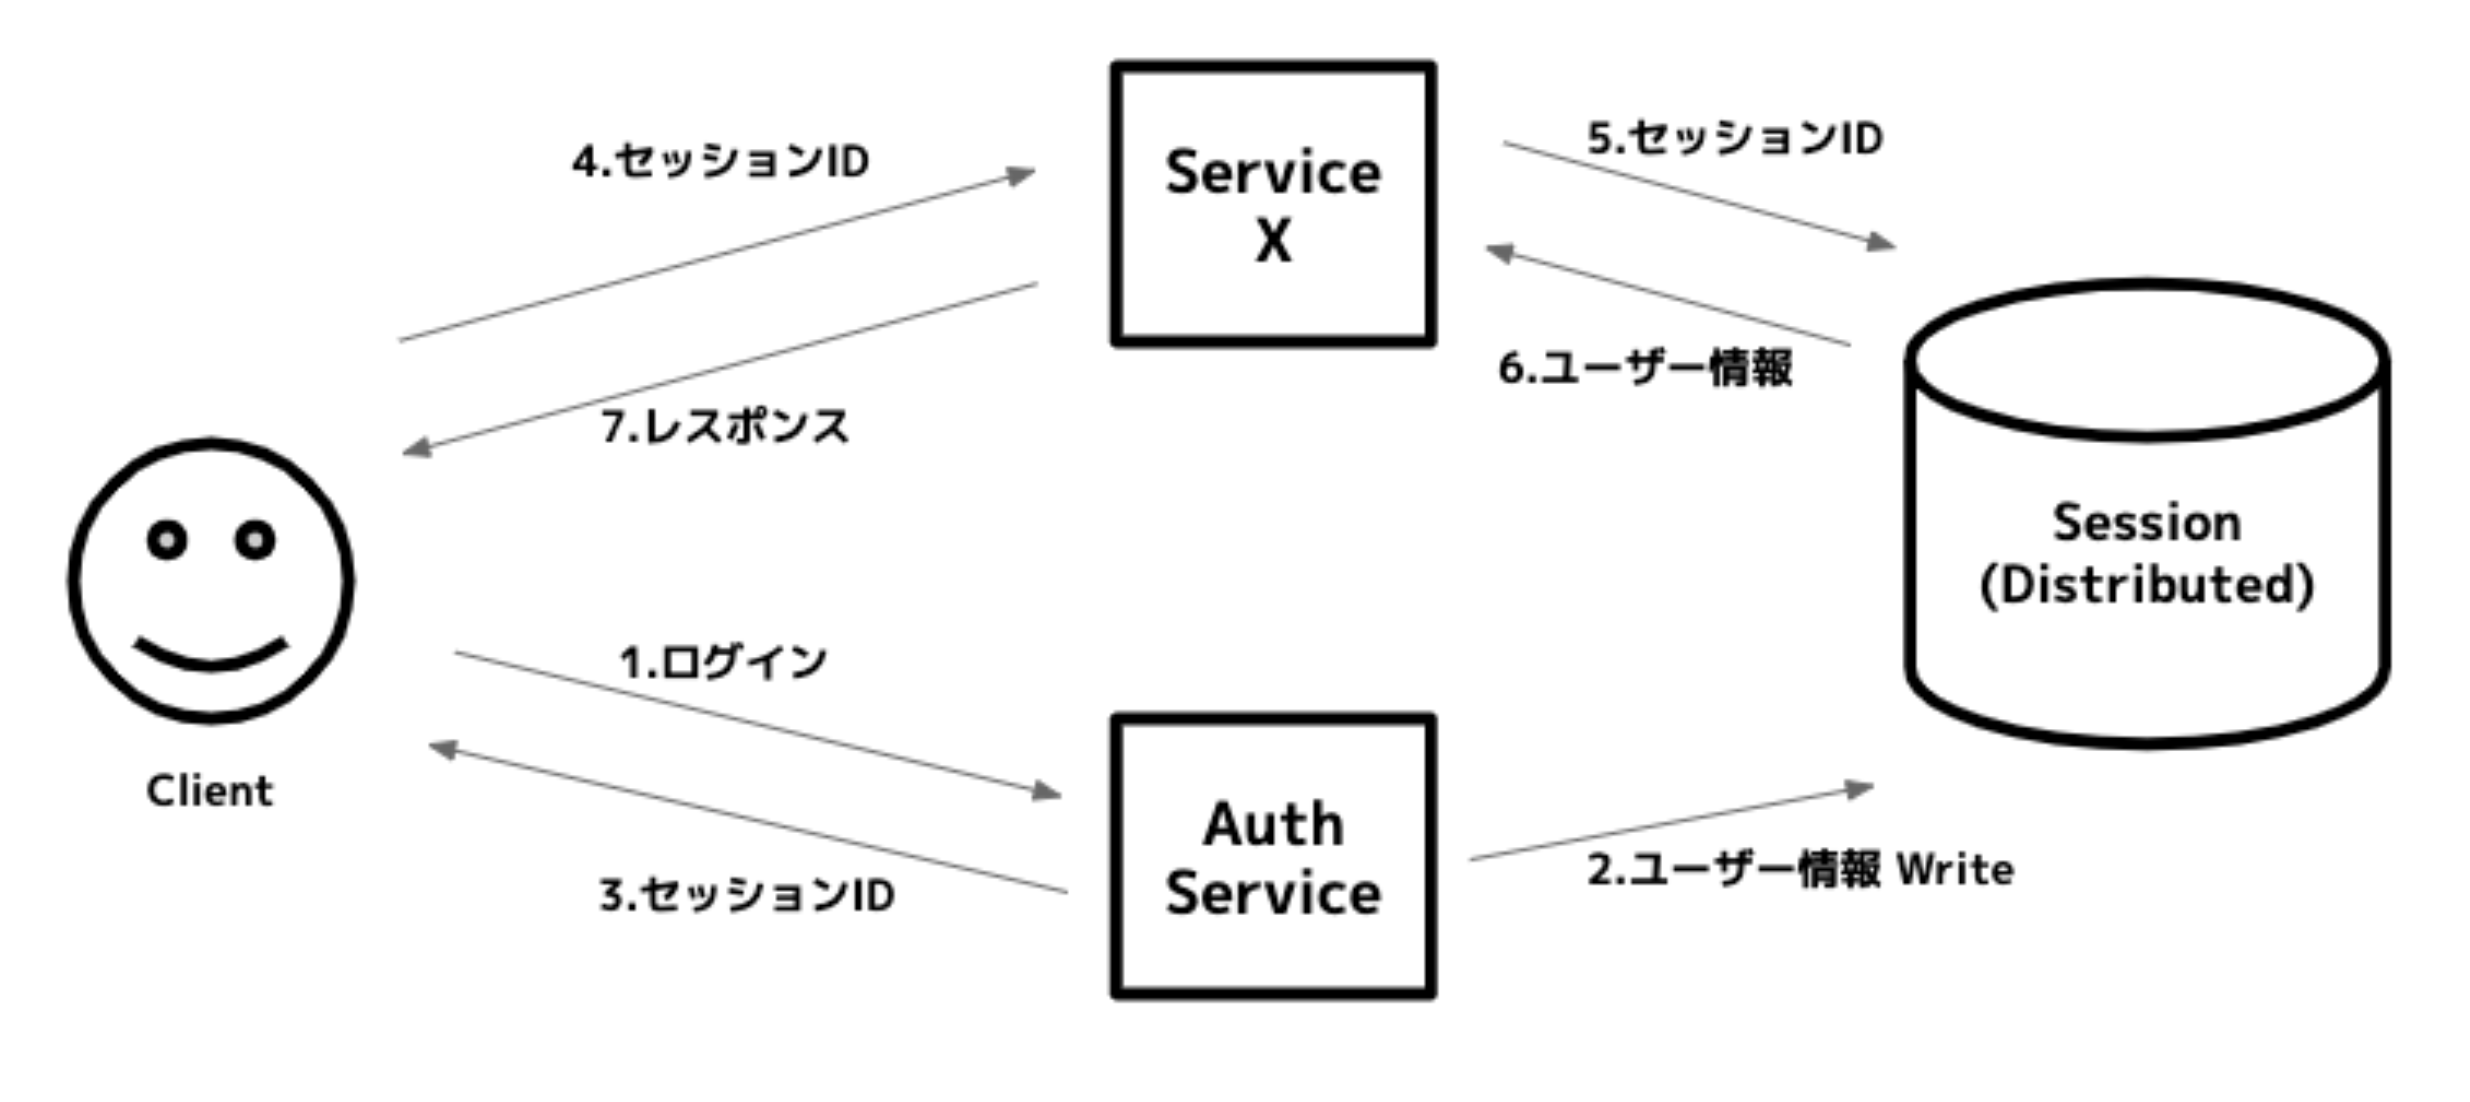 Service
X
4.セッションID
5.セッションID
6.ユーザー情報
7.レスポンス
Session
(Distributed)
1.ログイン
Client
Auth
Service
2.ユーザー情報 Write
3.セッションID